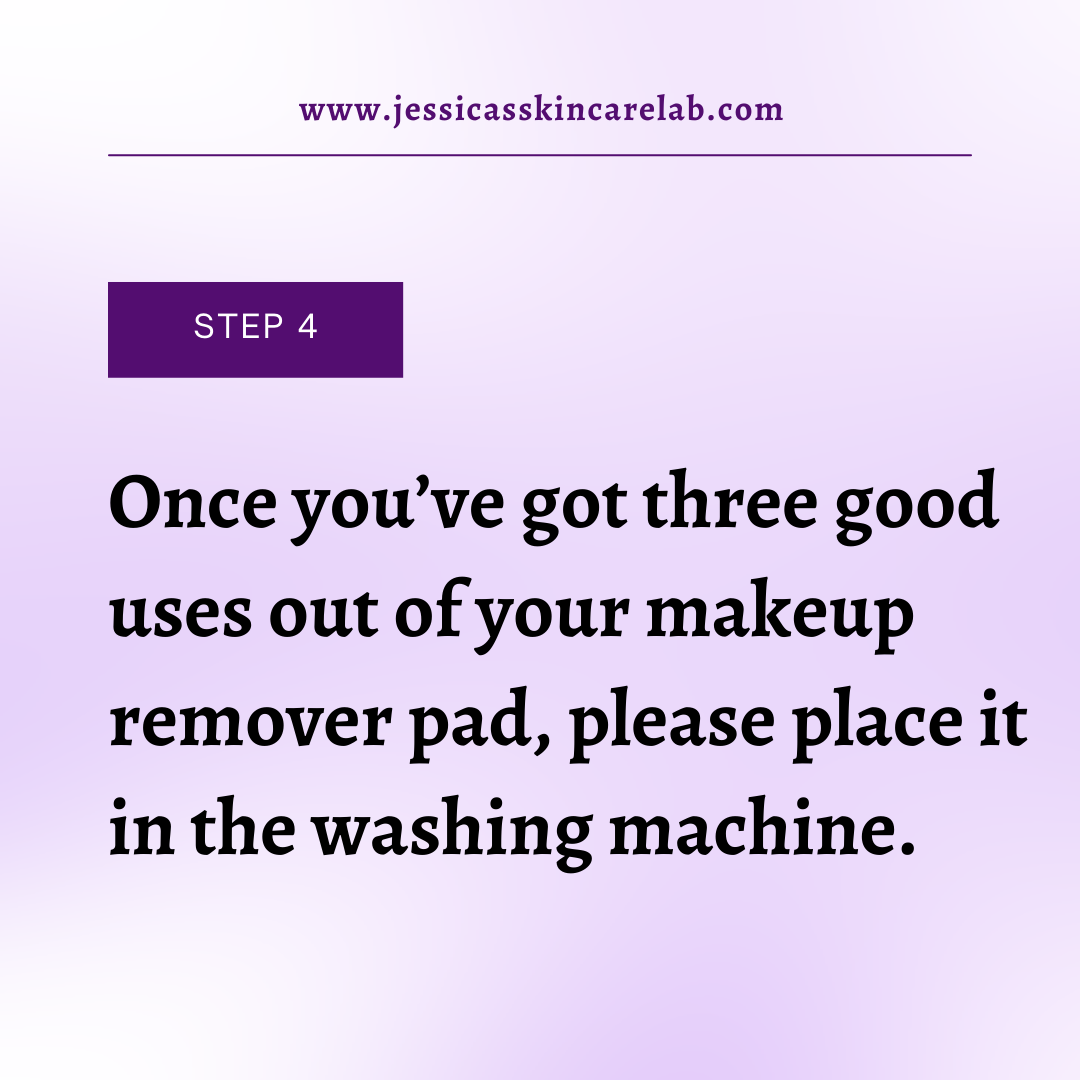 www.jessicasskincarelab.com
STEP 4
Once you’ve got three good
uses out of your makeup
remover pad, please place it
in the washing machine.